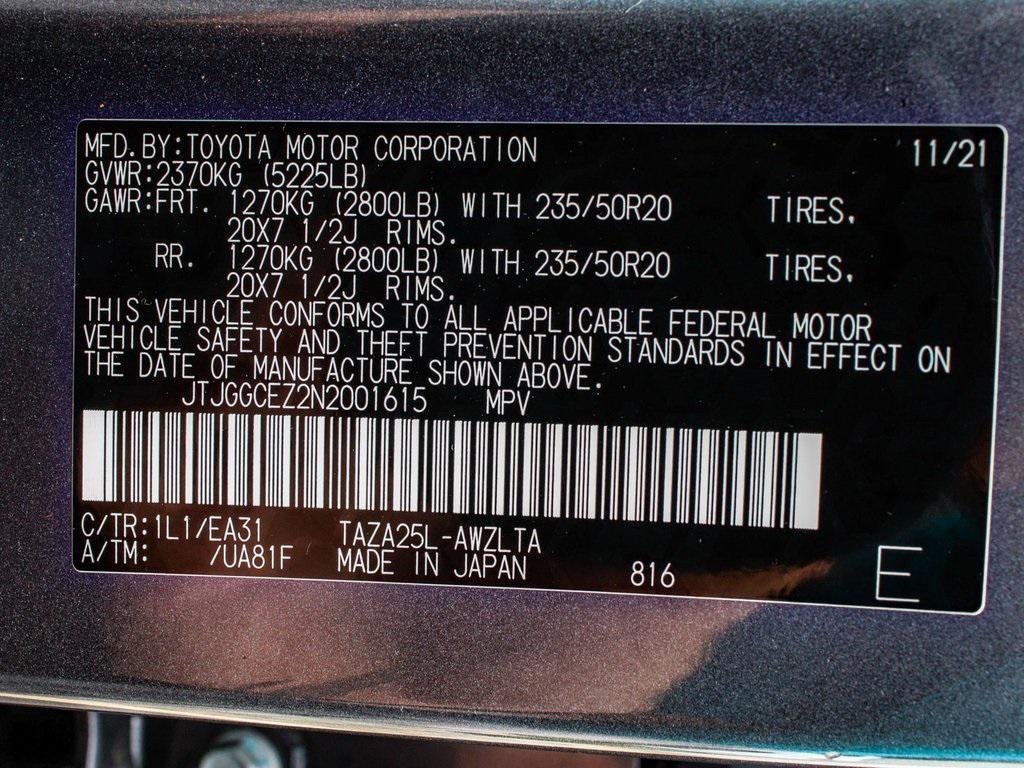 MFD.BY:TOYOTA MOTOR CORPORATION 11/21
GVWR:2370KG (5225LB)
GAWR:FRT. 1270KG (2800LB) WITH 235/50R20 TIRES,
20X7 1/2J RIMS.
RR. 1270KG (2800LB) WITH 235/50R20 TIRES,
20X7 1/2J RIMS.
THIS VEHICLE CONFORMS TO ALL APPLICABLE FEDERAL MOTOR
VEHICLE SAFETY AND THEFT PREVENTION STANDARDS IN EFFECT ON
THE DATE OF MANUFACTURE SHOWN ABOVE.
JTJGGCEZ2N2001615 MPV
C/TR:1L1/EA31 TAZA25L-AWZLTA
A/TM: /UA81F MADE IN JAPAN 816 E